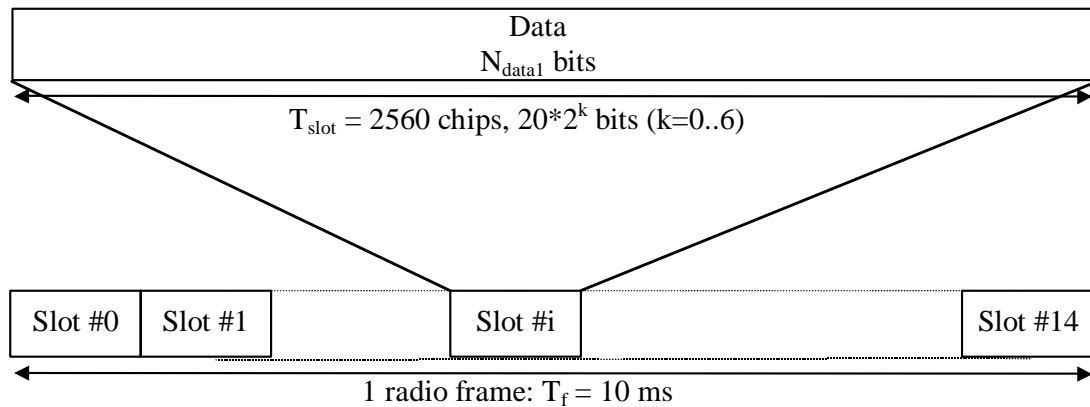 Data
N_data1 bits
T_slot = 2560 chips, 20*2^k bits (k=0..6)
Slot #0 Slot #1 Slot #i Slot #14
1 radio frame: T_f = 10 ms